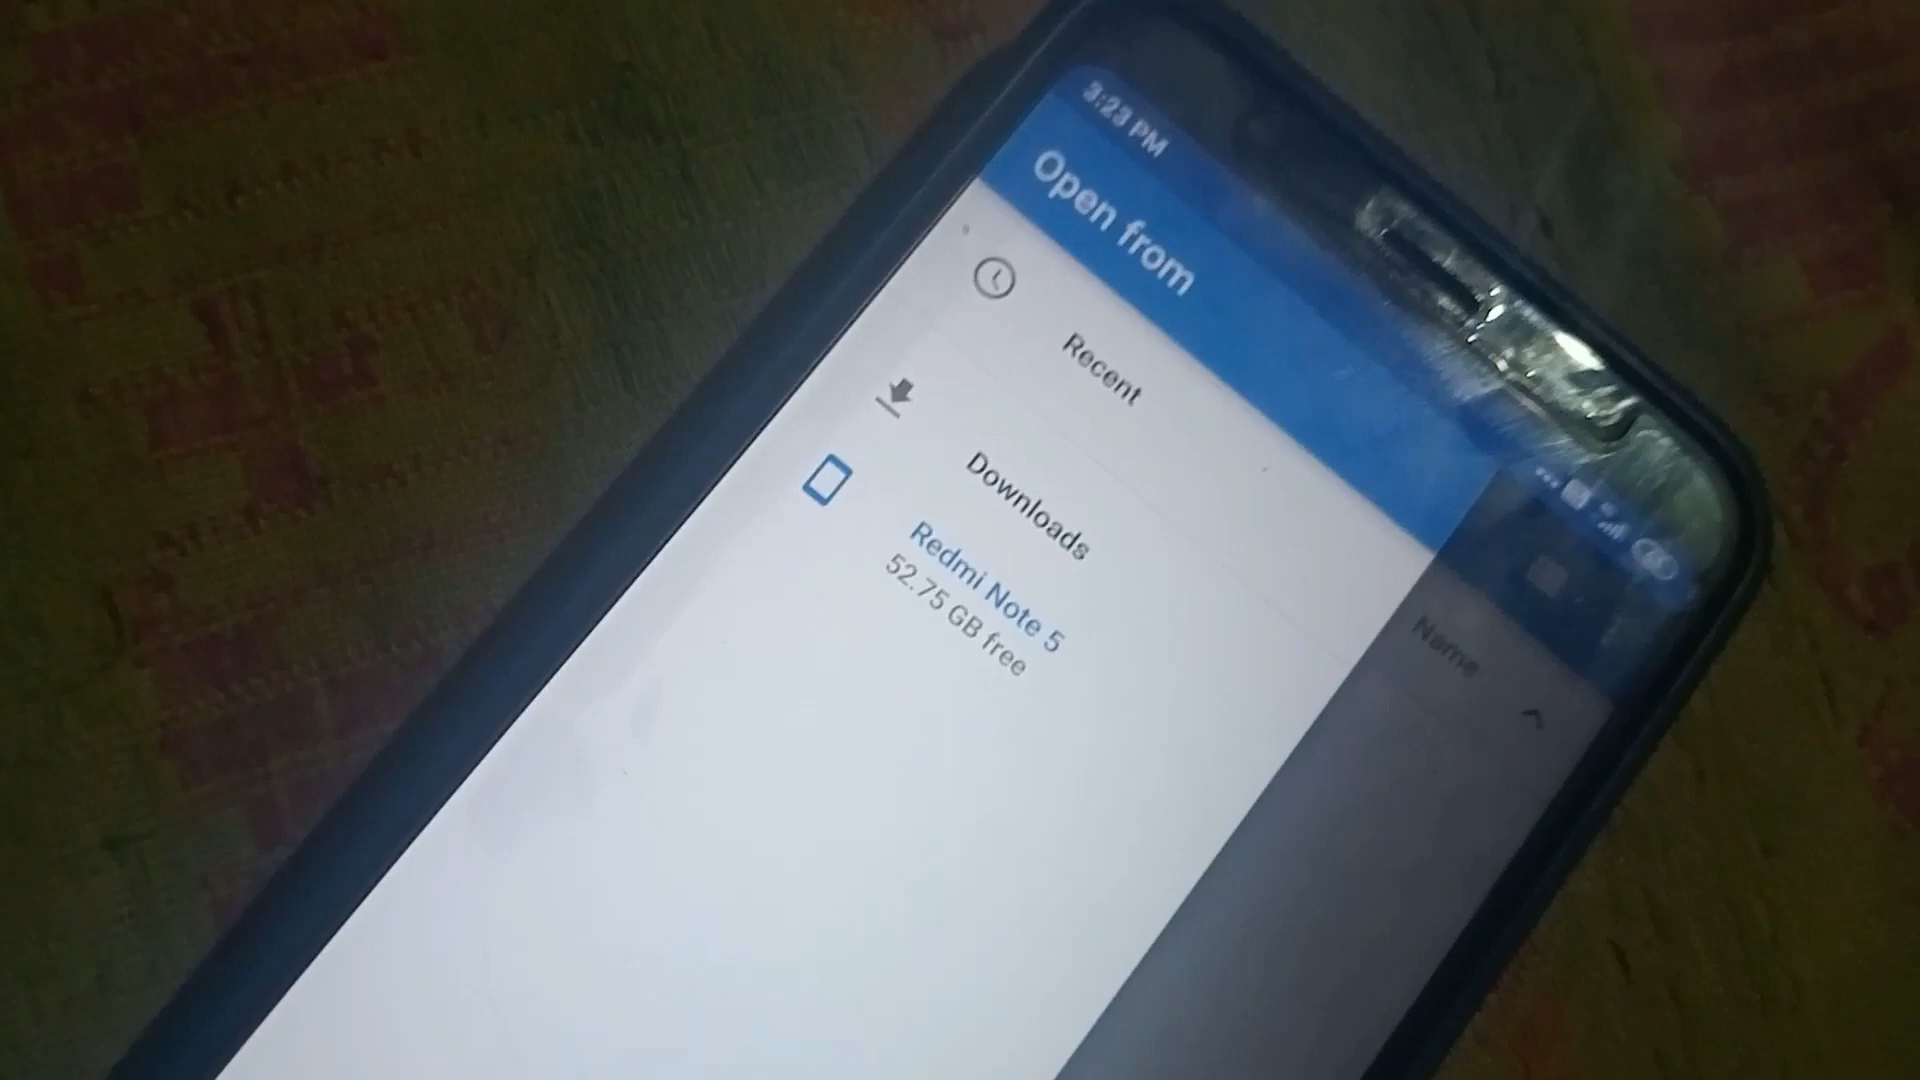 3:23 PM
Open from
Recent
Downloads
Redmi Note 5
52.75 GB free
Name